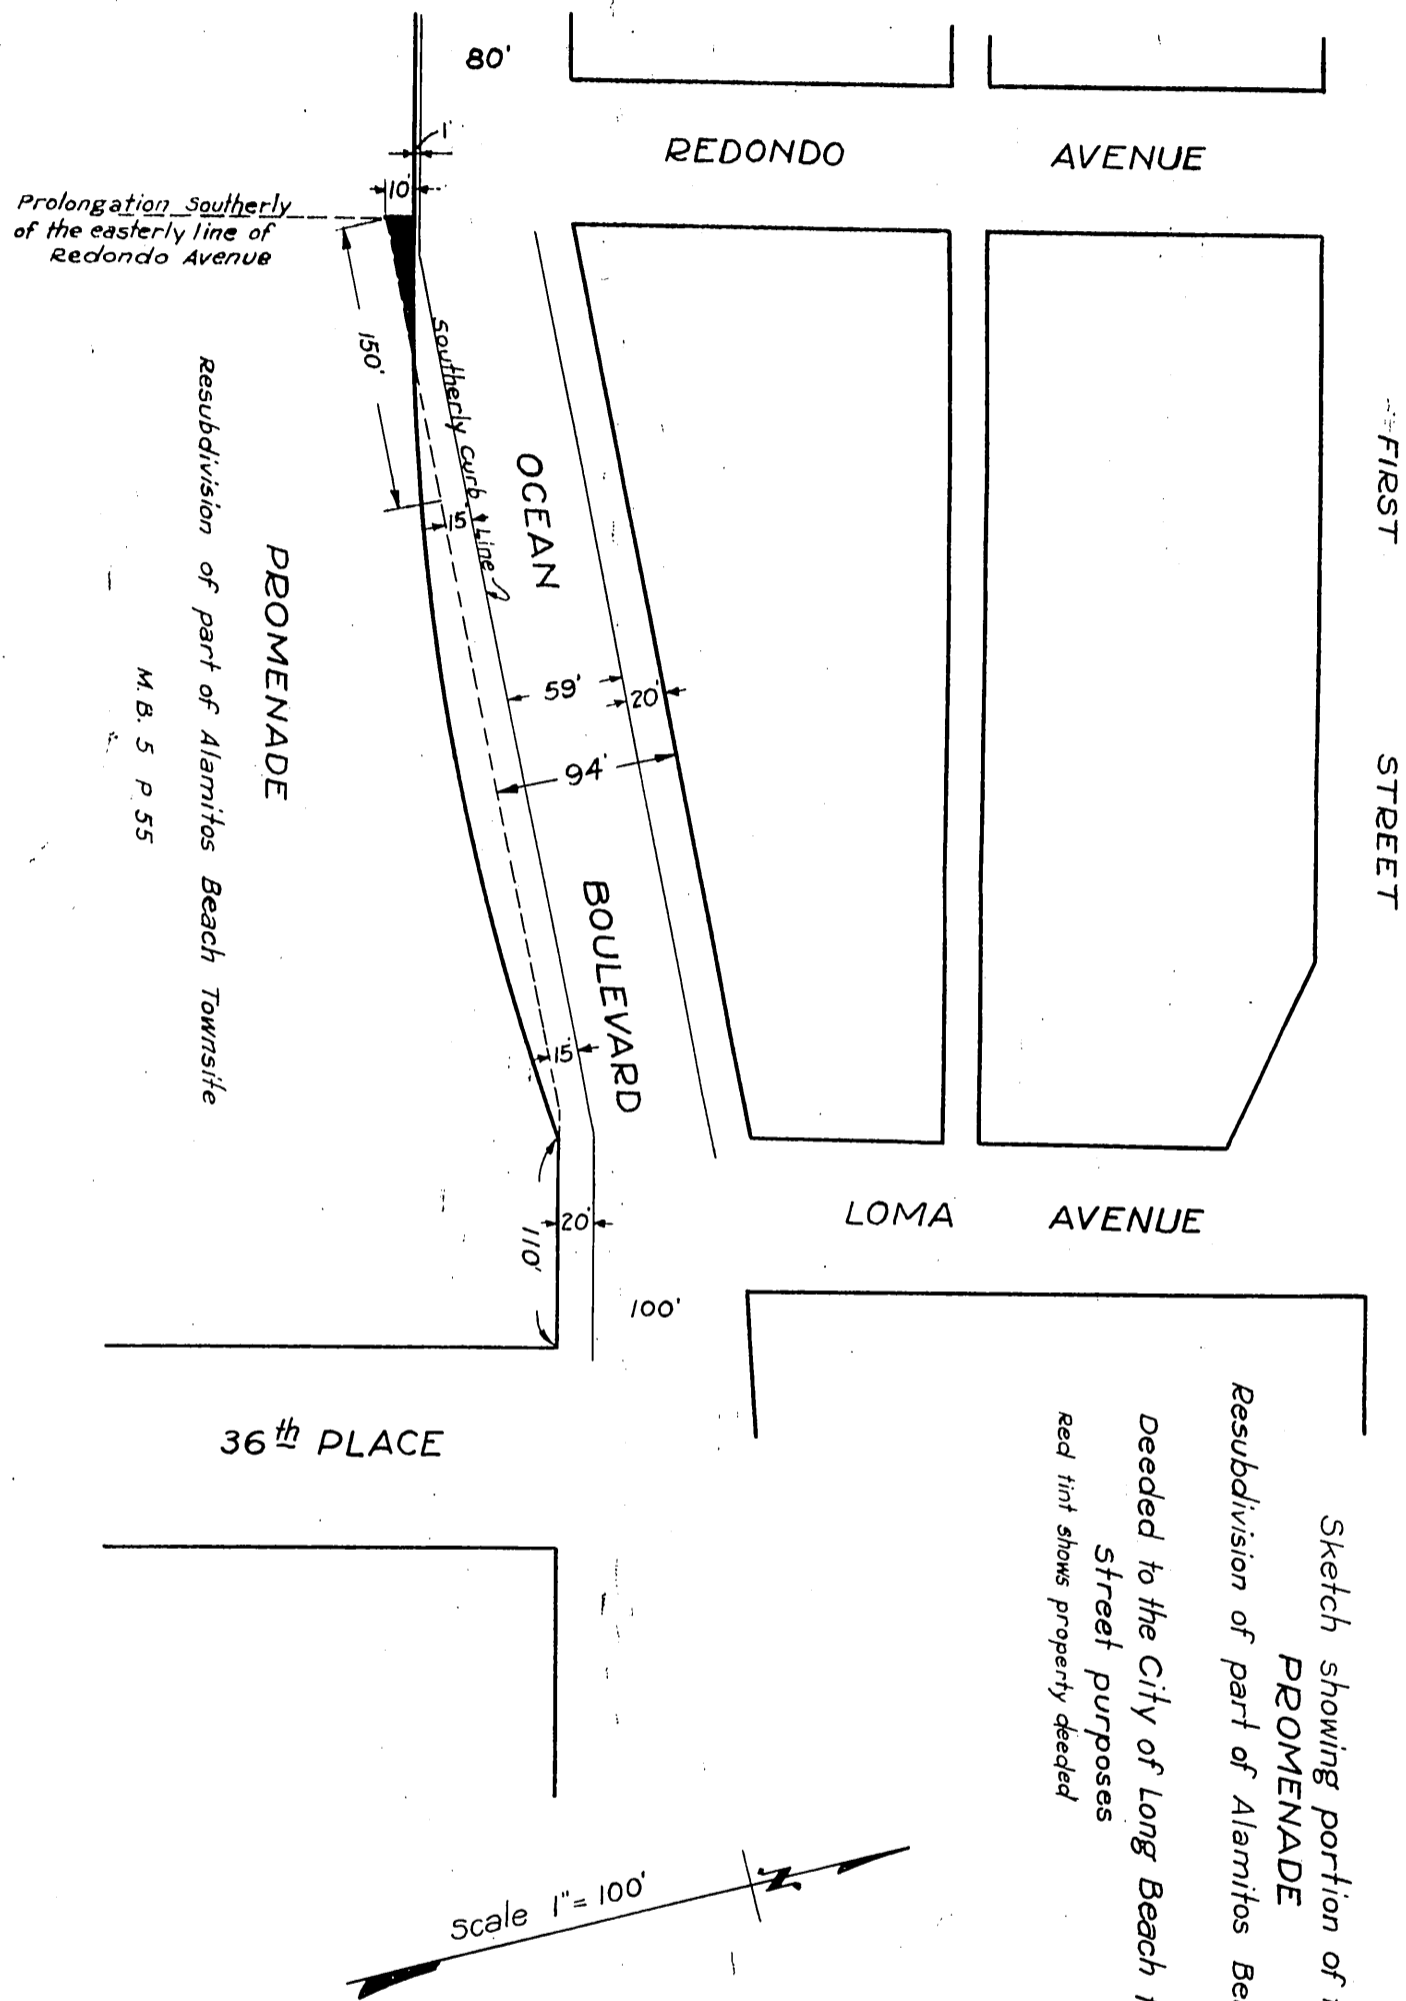 80'
REDONDO AVENUE
1'
10'
Prolongation Southerly
of the easterly line of
Redondo Avenue
150'
Southerly Curb Line
15'
OCEAN
BOULEVARD
59'
20'
94'
15'
FIRST STREET
PROMENADE
Resubdivision of part of Alamitos Beach Townsite
M. B. 5 P 55
LOMA AVENUE
20'
110'
100'
36th PLACE
Sketch showing portion of
PROMENADE
Resubdivision of part of Alamitos Be
Deeded to the City of Long Beach
Street purposes
Red tint shows property deeded
Scale 1"= 100'
N